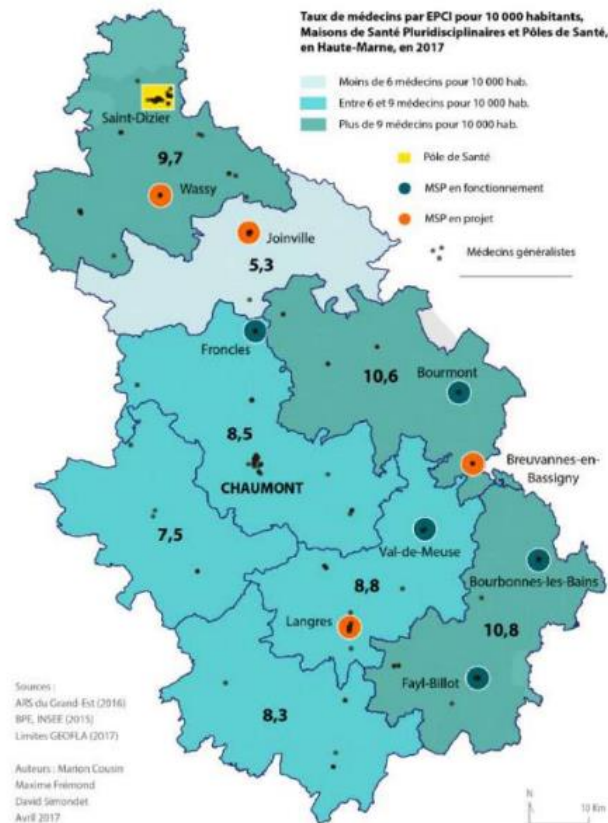 Taux de médecins par EPCI pour 10 000 habitants,
Maisons de Santé Pluridisciplinaires et Pôles de Santé,
en Haute-Marne, en 2017
Moins de 6 médecins pour 10 000 hab.
Entre 6 et 9 médecins pour 10 000 hab.
Plus de 9 médecins pour 10 000 hab.
Pôle de Santé
MSP en fonctionnement
MSP en projet
Médecins généralistes
Saint-Dizier
9,7
Wassy
Joinville
5,3
Froncles
10,6
Bourmont
8,5
CHAUMONT
Breuvannes-en-
Bassigny
7,5
Val-de-Meuse
Bourbonnes-les-Bains
8,8
Langres
10,8
Fayl-Billot
8,3
Sources :
ARS du Grand-Est (2016)
BPE, INSEE (2015)
Limites GEOFLA (2017)
Auteurs : Marion Cousin
Maxime Frémond
David Simondet
Avril 2017
N
10 Km